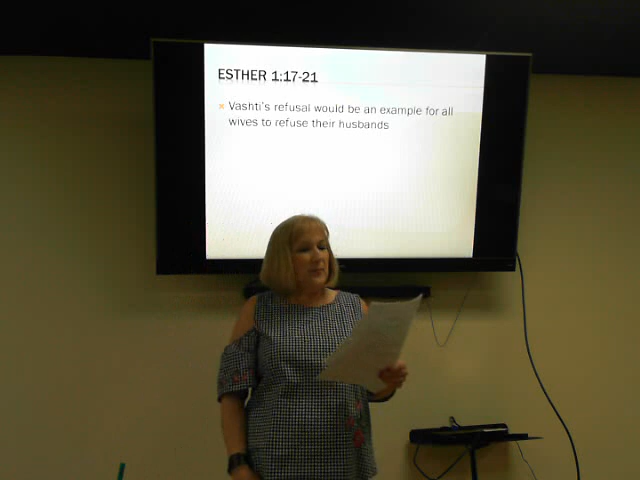 ESTHER 1:17-21
Vashti's refusal would be an example for all
wives to refuse their husbands